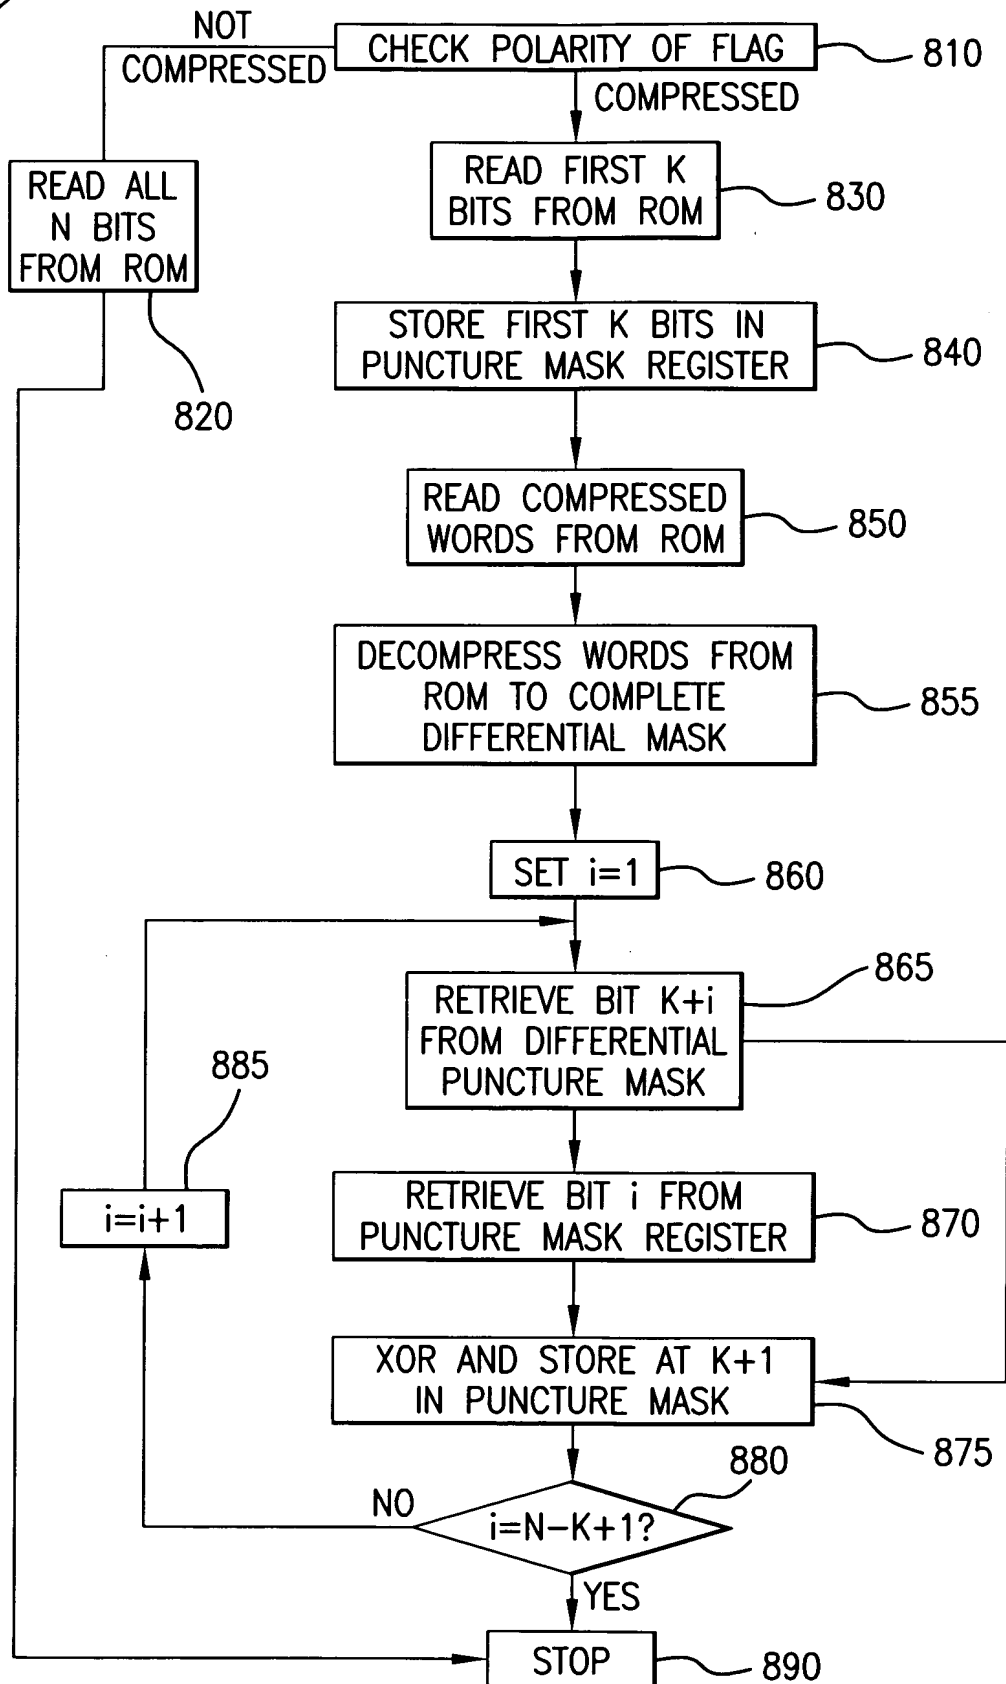 NOT
COMPRESSED
CHECK POLARITY OF FLAG
810
COMPRESSED
READ ALL
N BITS
FROM ROM
820
READ FIRST K
BITS FROM ROM
830
STORE FIRST K BITS IN
PUNCTURE MASK REGISTER
840
READ COMPRESSED
WORDS FROM ROM
850
DECOMPRESS WORDS FROM
ROM TO COMPLETE
DIFFERENTIAL MASK
855
SET i=1
860
RETRIEVE BIT K+i
FROM DIFFERENTIAL
PUNCTURE MASK
865
885
i=i+1
RETRIEVE BIT i FROM
PUNCTURE MASK REGISTER
870
XOR AND STORE AT K+1
IN PUNCTURE MASK
875
880
NO
i=N-K+1?
YES
STOP
890